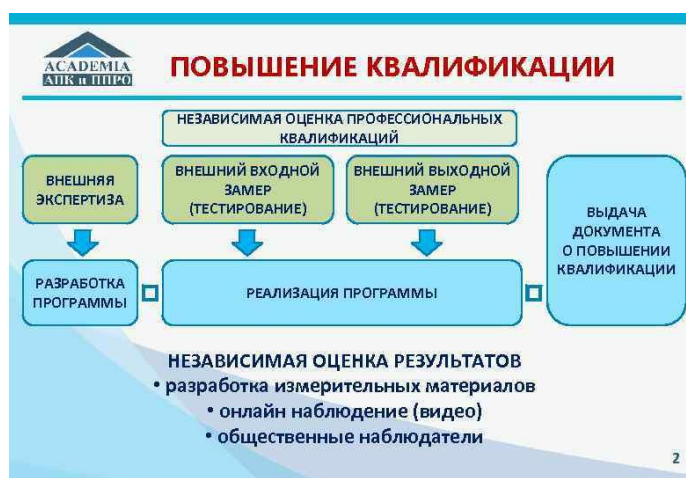 ACADEMIA
АПК и ППРО
ПОВЫШЕНИЕ КВАЛИФИКАЦИИ
НЕЗАВИСИМАЯ ОЦЕНКА ПРОФЕССИОНАЛЬНЫХ
КВАЛИФИКАЦИЙ
ВНЕШНЯЯ
ЭКСПЕРТИЗА
ВНЕШНИЙ ВХОДНОЙ
ЗАМЕР
(ТЕСТИРОВАНИЕ)
ВНЕШНИЙ ВЫХОДНОЙ
ЗАМЕР
(ТЕСТИРОВАНИЕ)
ВЫДАЧА
ДОКУМЕНТА
О ПОВЫШЕНИИ
КВАЛИФИКАЦИИ
РАЗРАБОТКА
ПРОГРАММЫ
РЕАЛИЗАЦИЯ ПРОГРАММЫ
НЕЗАВИСИМАЯ ОЦЕНКА РЕЗУЛЬТАТОВ
• разработка измерительных материалов
• онлайн наблюдение (видео)
• общественные наблюдатели
2